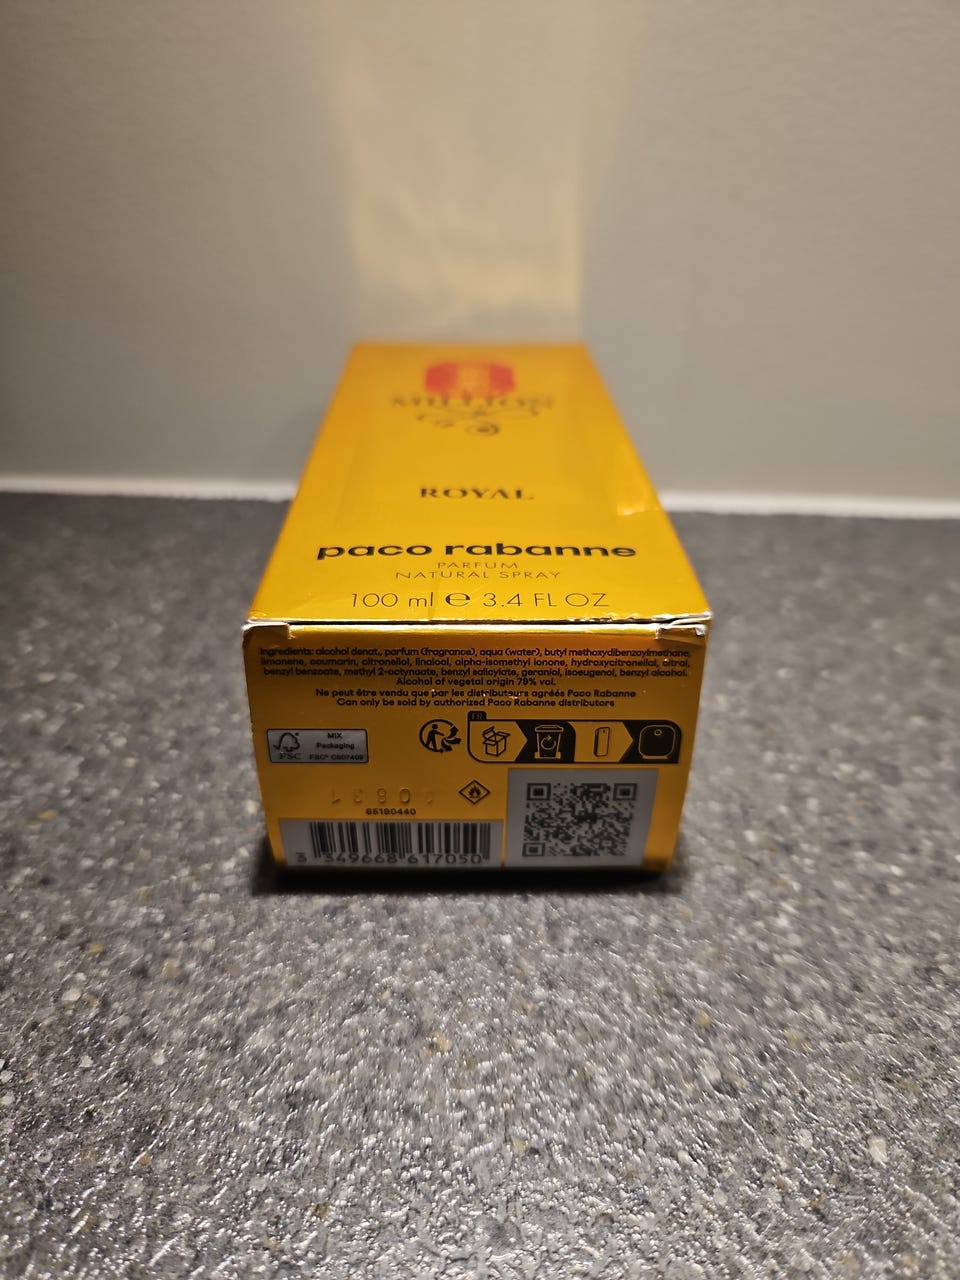 MILLION
ROYAL
paco rabanne
PARFUM
NATURAL SPRAY
100 ml ℮ 3.4 FL OZ
Ingredients: alcohol denat., parfum (fragrance), aqua (water), butyl methoxydibenzoylmethane,
limonene, coumarin, citronellol, linalool, alpha-isomethyl ionone, hydroxycitronellal, citral,
benzyl benzoate, methyl 2-octynoate, benzyl salicylate, geraniol, isoeugenol, benzyl alcohol.
Alcohol of vegetal origin 79% vol.
Ne peut être vendu que par les distributeurs agréés Paco Rabanne
Can only be sold by authorized Paco Rabanne distributors
FR
FSC
MIX
Packaging
FSC® C007409
65190440
3 349668 617050